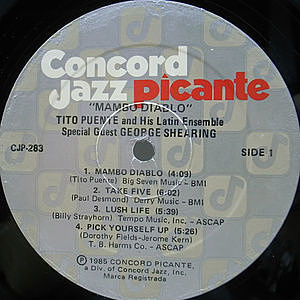 Concord
jazz picante
"MAMBO DIABLO"
TITO PUENTE and His Latin Ensemble
Special Guest GEORGE SHEARING
CJP-283
SIDE 1
1. MAMBO DIABLO (4:09)
(Tito Puente) Big Seven Music - BMI
2. TAKE FIVE (6:02)
(Paul Desmond) Derry Music - BMI
3. LUSH LIFE (5:39)
(Billy Strayhorn) Tempo Music - ASCAP
4. PICK YOURSELF UP (5:26)
(Dorothy Fields-Jerome Kern)
T. B. Harms Co. - ASCAP
℗ 1985 CONCORD PICANTE,
a Div. of Concord Jazz, Inc.
Marca Registrada